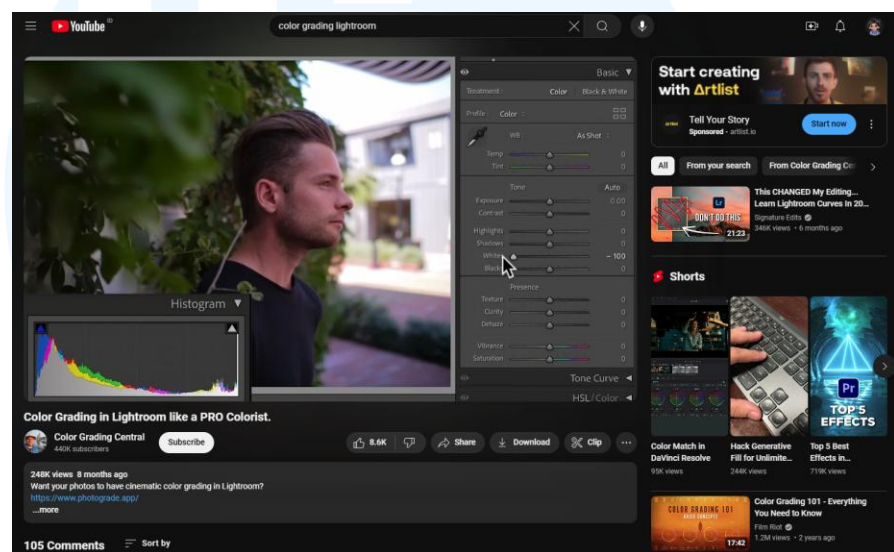 YouTube ID
color grading lightroom
Basic
Treatment: Color Black & White
Profile: Color
WB As Shot
Temp 0
Tint 0
Tone Auto
Exposure 0.00
Contrast 0
Highlights 0
Shadows 0
Whites - 100
Blacks 0
Presence
Texture 0
Clarity 0
Dehaze 0
Vibrance 0
Saturation 0
Tone Curve
HSL/Color
Histogram
Color Grading in Lightroom like a PRO Colorist.
Color Grading Central
440K subscribers
Subscribe
8.6K
Share
Download
Clip
248K views 8 months ago
Want your photos to have cinematic color grading in Lightroom?
https://www.photograde.app/
...more
105 Comments
Sort by
Start creating
with Artlist
Tell Your Story
Sponsored · artlist.io
Start now
All
From your search
From Color Grading Ce
Lr
DON'T DO THIS
21:23
This CHANGED My Editing...
Learn Lightroom Curves In 20...
Signature Edits
346K views • 6 months ago
Shorts
Pr
TOP 5
EFFECTS
Color Match in
DaVinci Resolve
95K views
Hack Generative
Fill for Unlimite...
244K views
Top 5 Best
Effects in...
719K views
COLOR GRADING 101
BASIC CONCEPTS
17:42
Color Grading 101 - Everything
You Need to Know
Film Riot
1.2M views • 2 years ago